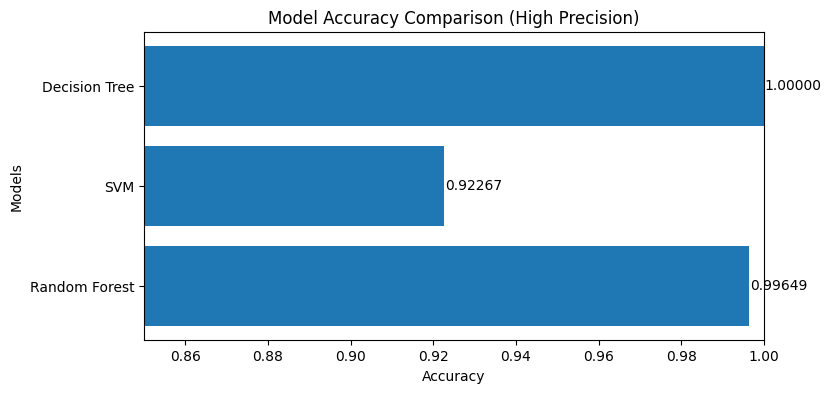 Model Accuracy Comparison (High Precision)
Models
Decision Tree
1.00000
SVM
0.92267
Random Forest
0.99649
0.86 0.88 0.90 0.92 0.94 0.96 0.98 1.00
Accuracy